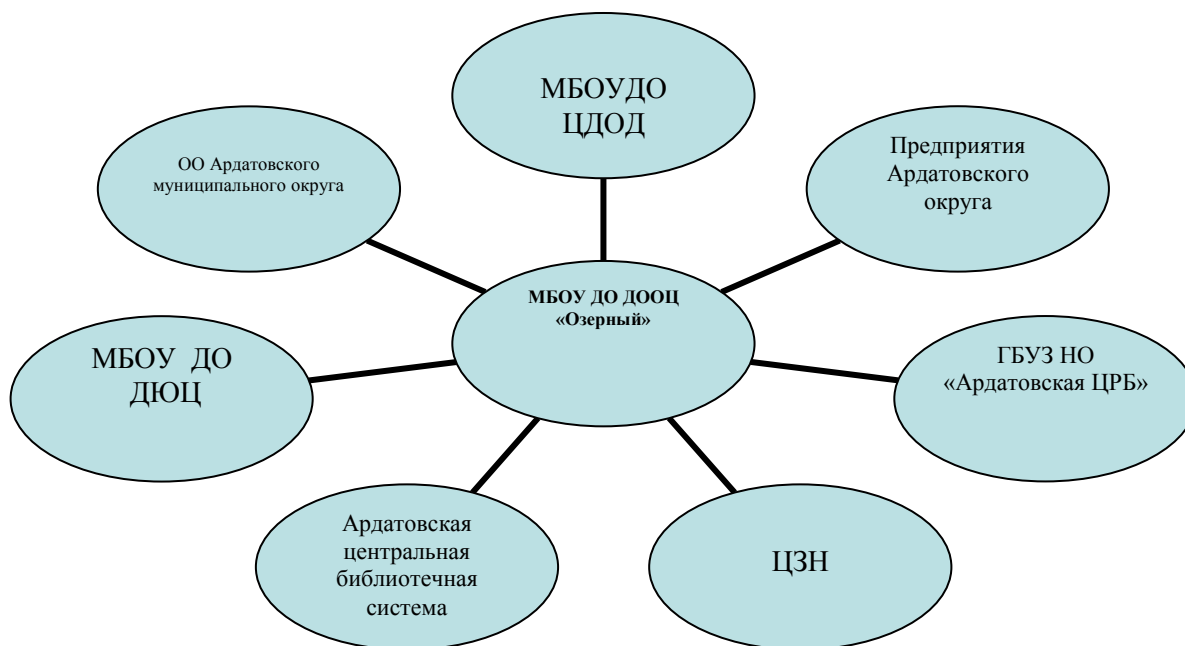 МБОУДО
ЦДОД
ОО Ардатовского
муниципального округа
Предприятия
Ардатовского
округа
МБОУ ДО ДООЦ
«Озерный»
МБОУ ДО
ДЮЦ
ГБУЗ НО
«Ардатовская ЦРБ»
Ардатовская
центральная
библиотечная
система
ЦЗН